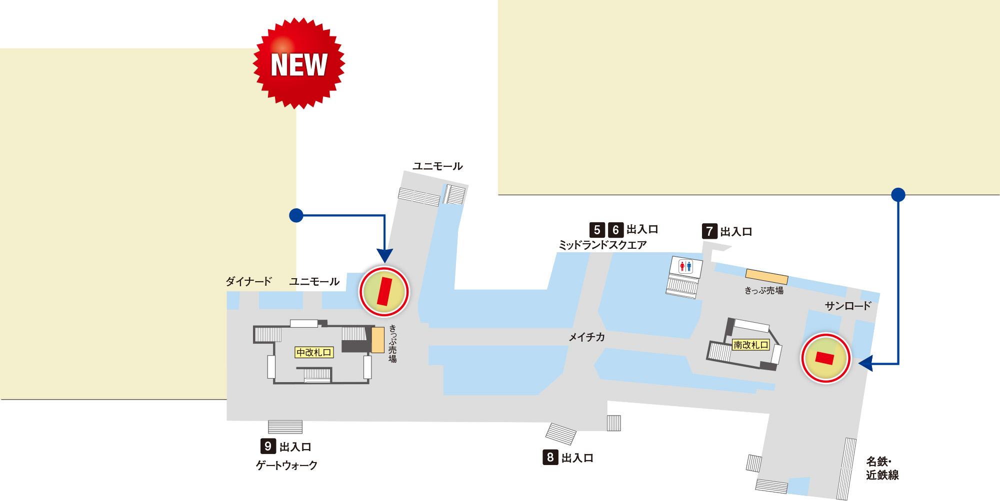 NEW
ユニモール
5 6 出入口
ミッドランドスクエア
7 出入口
ダイナード
ユニモール
きっぷ売場
サンロード
きっぷ売場
メイチカ
中改札口
南改札口
9 出入口
ゲートウォーク
8 出入口
名鉄・
近鉄線